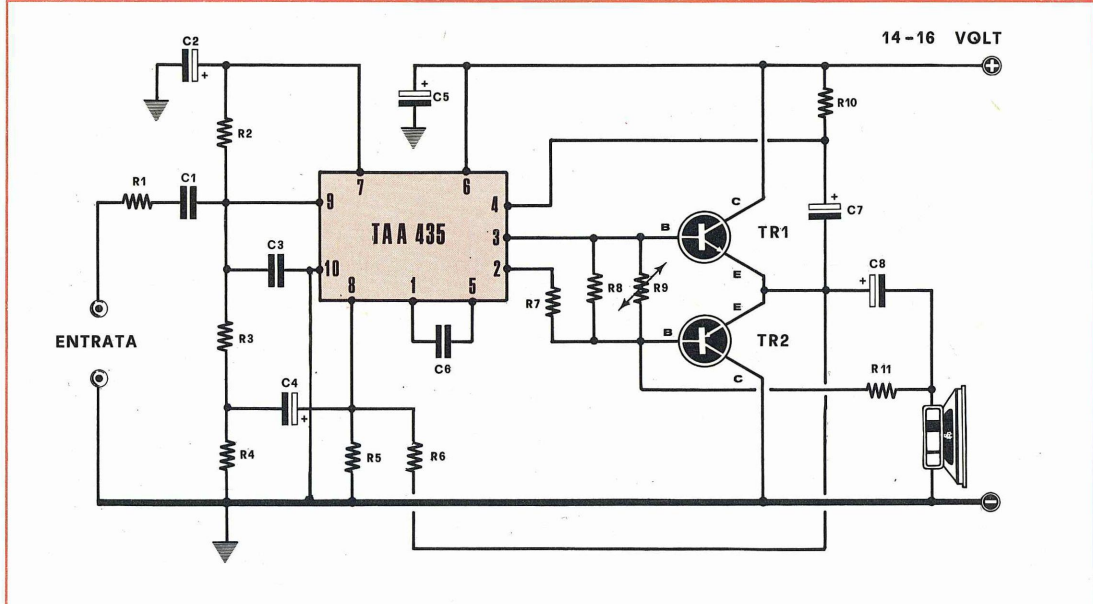 14-16 VOLT
C2
+
+
C5
R10
R2
R1
C1
7
6
9
4
TAA 435
3
10
2
8
1
5
C3
C6
R7
R8
R9
B
C
TR1
E
E
B
TR2
C
+
C7
C8
+
R11
ENTRATA
R3
C4
+
R4
R5
R6